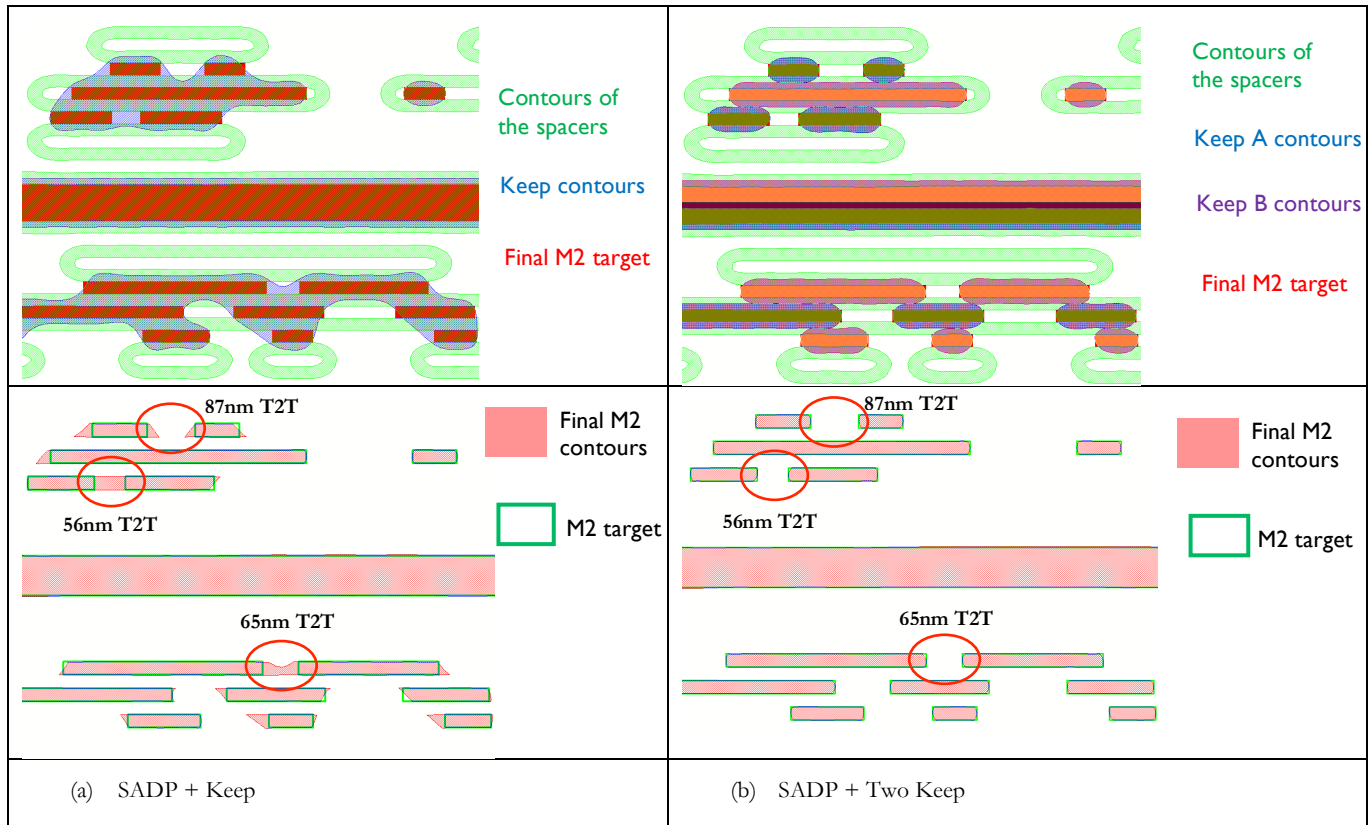 Contours of
the spacers
Keep contours
Final M2 target
Contours of
the spacers
Keep A contours
Keep B contours
Final M2 target
87nm T2T
Final M2
contours
56nm T2T
M2 target
65nm T2T
87nm T2T
Final M2
contours
56nm T2T
M2 target
65nm T2T
(a) SADP + Keep
(b) SADP + Two Keep